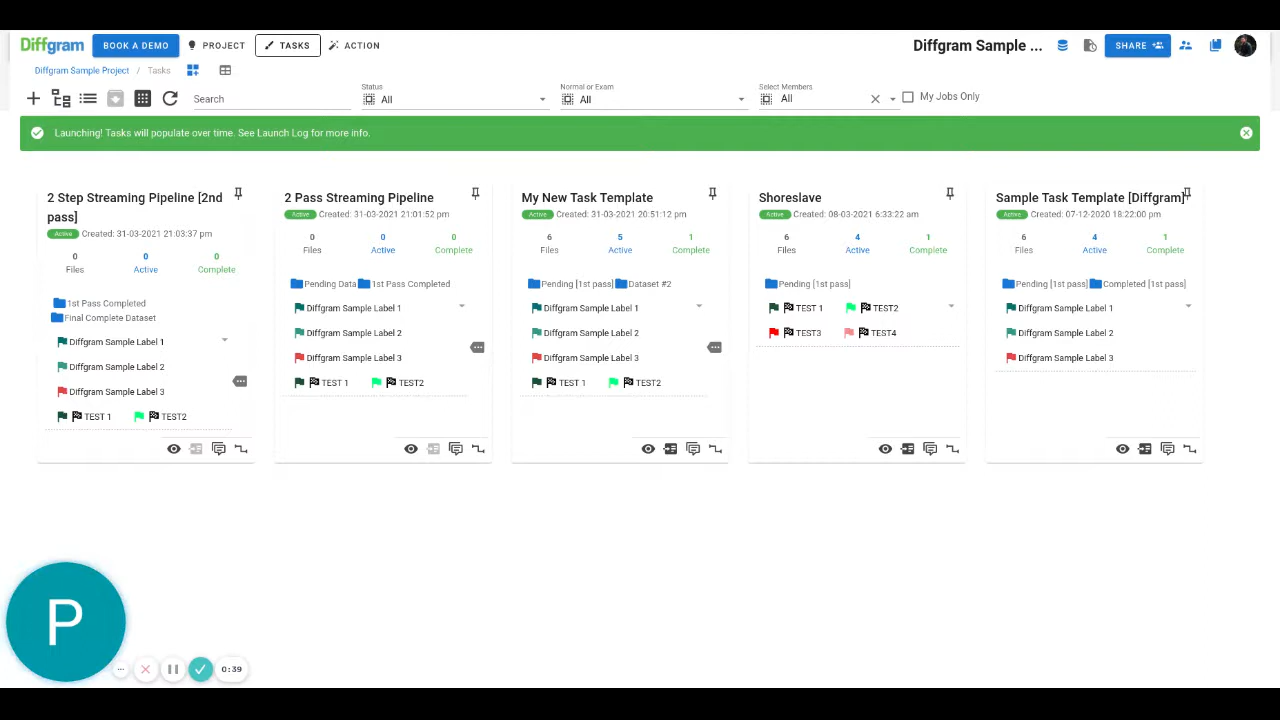 Diffgram BOOK A DEMO PROJECT TASKS ACTION Diffgram Sample ... SHARE
Diffgram Sample Project / Tasks
Search Status All Normal or Exam All Select Members All My Jobs Only
Launching! Tasks will populate over time. See Launch Log for more info.
2 Step Streaming Pipeline [2nd
pass]
Active Created: 31-03-2021 21:03:37 pm
0 0 0
Files Active Complete
1st Pass Completed
Final Complete Dataset
Diffgram Sample Label 1
Diffgram Sample Label 2
Diffgram Sample Label 3
TEST 1 TEST2
2 Pass Streaming Pipeline
Active Created: 31-03-2021 21:01:52 pm
0 0 0
Files Active Complete
Pending Data 1st Pass Completed
Diffgram Sample Label 1
Diffgram Sample Label 2
Diffgram Sample Label 3
TEST 1 TEST2
My New Task Template
Active Created: 31-03-2021 20:51:12 pm
6 5 1
Files Active Complete
Pending [1st pass] Dataset #2
Diffgram Sample Label 1
Diffgram Sample Label 2
Diffgram Sample Label 3
TEST 1 TEST2
Shoreslave
Active Created: 08-03-2021 6:33:22 am
6 4 1
Files Active Complete
Pending [1st pass]
TEST 1 TEST2
TEST3 TEST4
Sample Task Template [Diffgram]
Active Created: 07-12-2020 18:22:00 pm
6 4 1
Files Active Complete
Pending [1st pass] Completed [1st pass]
Diffgram Sample Label 1
Diffgram Sample Label 2
Diffgram Sample Label 3
P
0:39